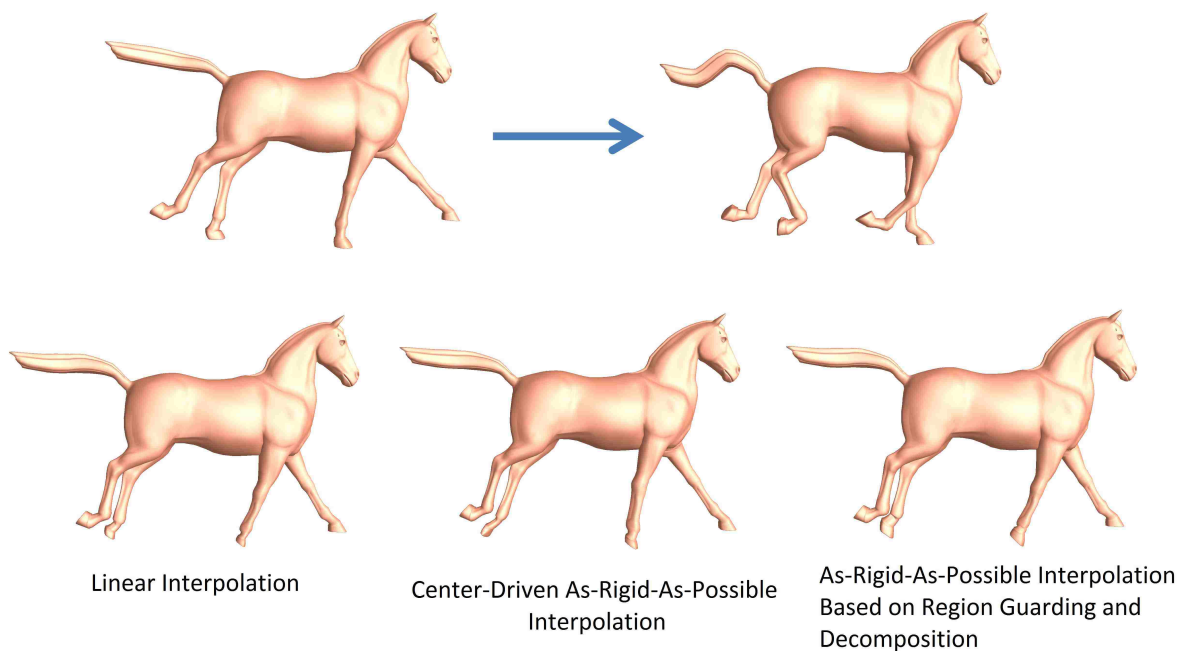 Linear Interpolation
Center-Driven As-Rigid-As-Possible
Interpolation
As-Rigid-As-Possible Interpolation
Based on Region Guarding and
Decomposition